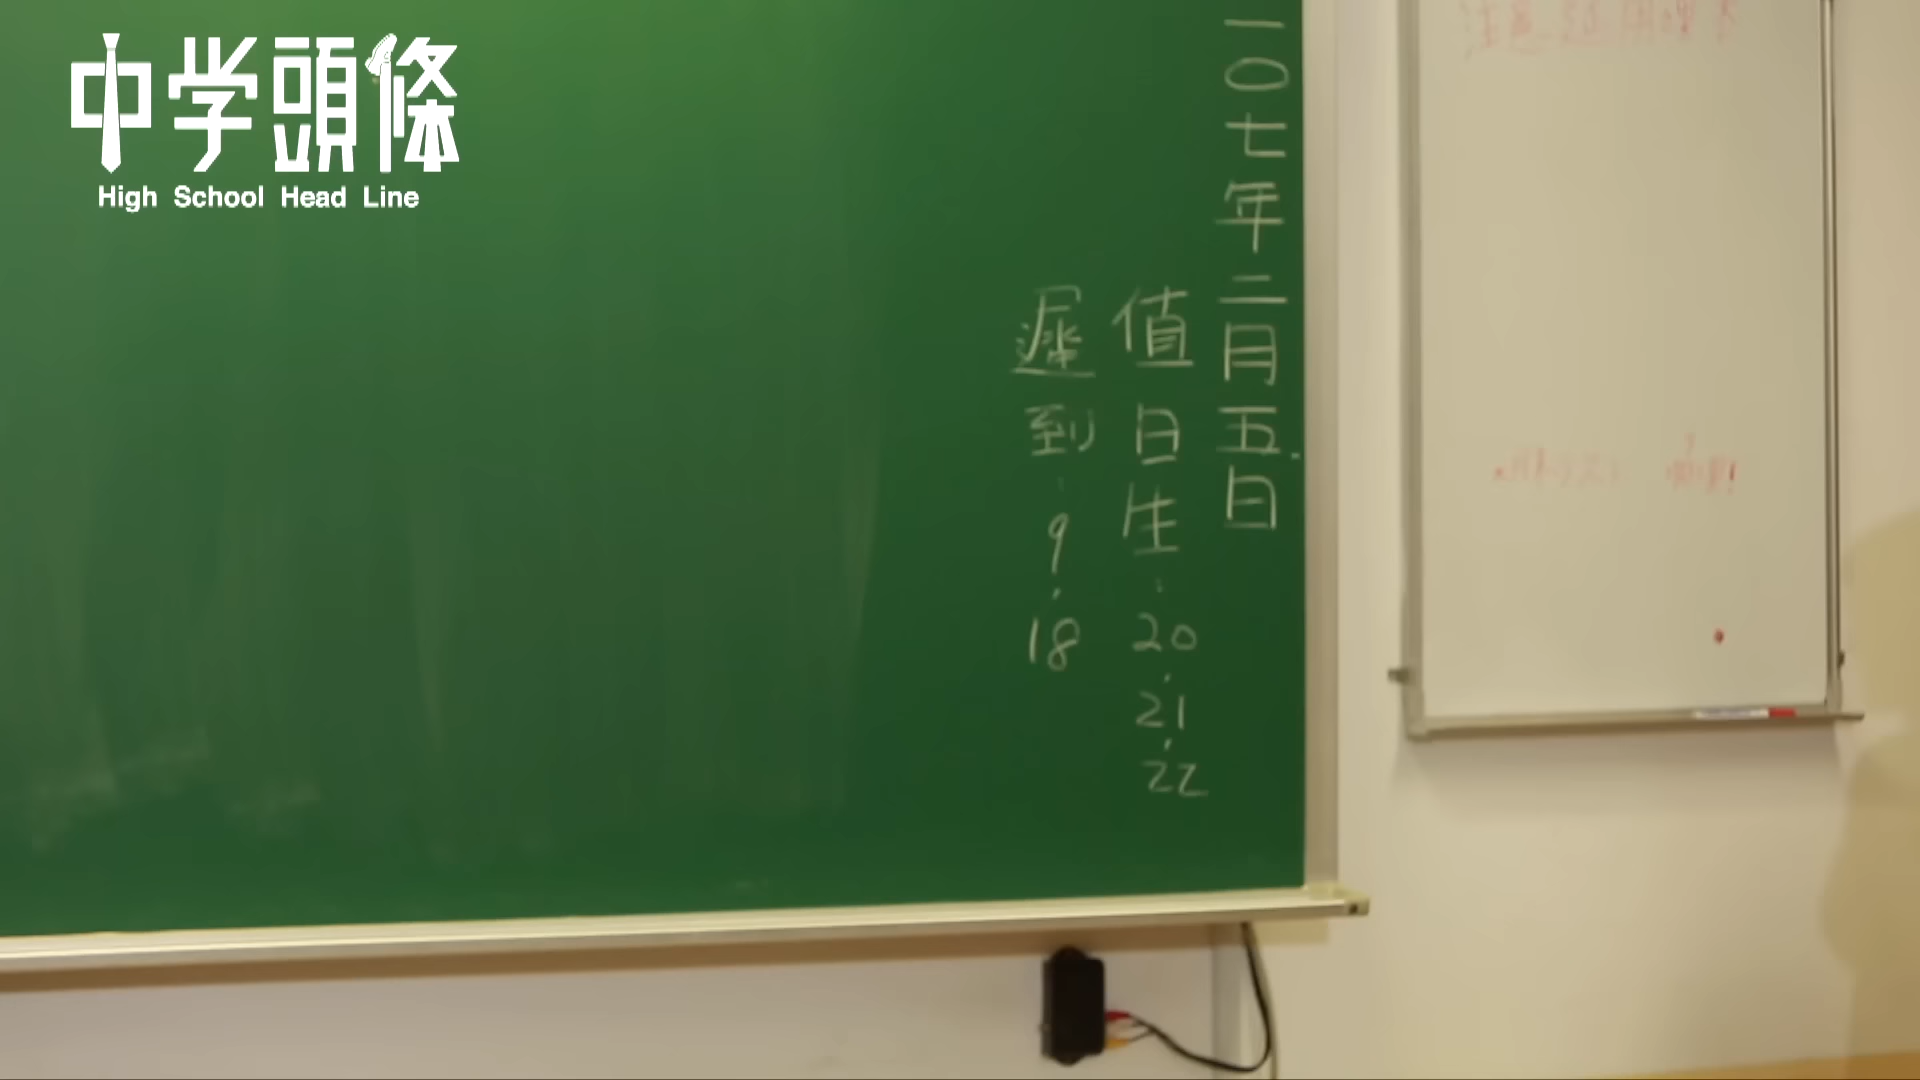 中学頭條
High School Head Line
一〇七年二月五日
值日生:20,21,22
遲到:9,18